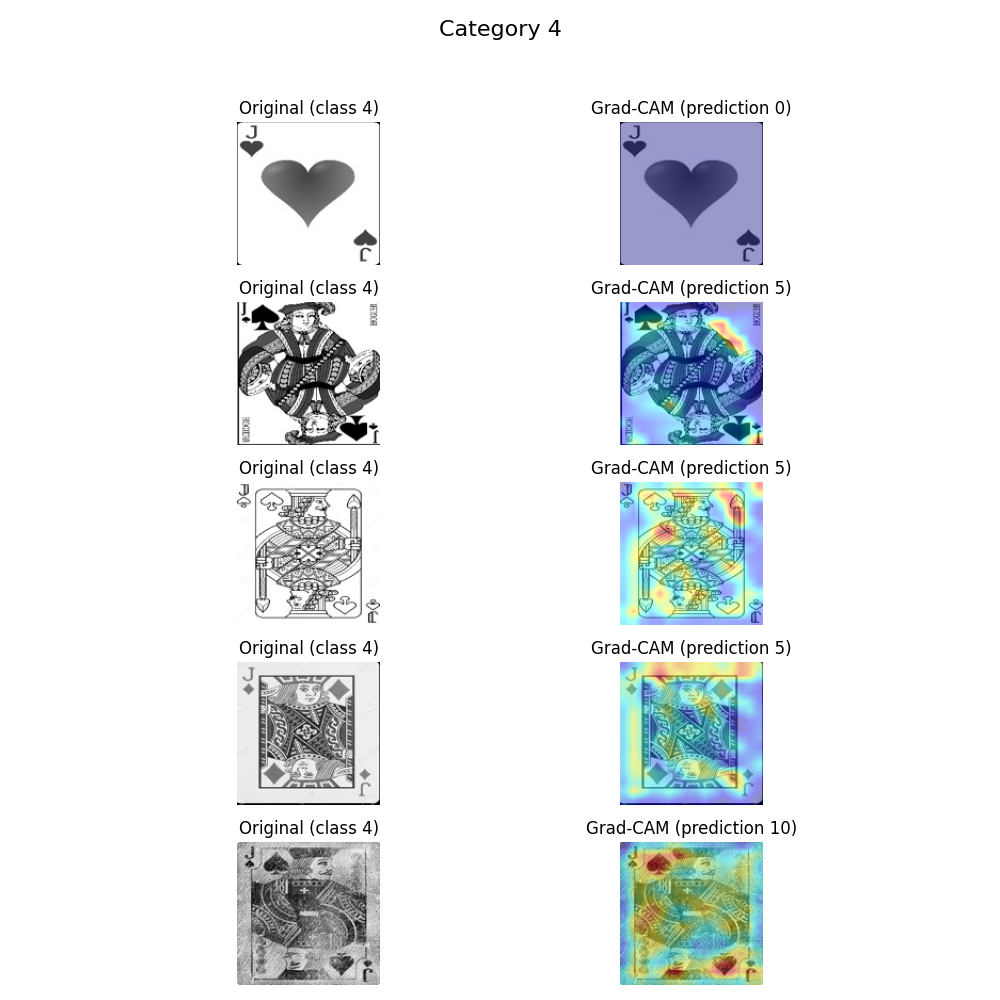 Category 4
Original (class 4)
Grad-CAM (prediction 0)
J
J
J
J
Original (class 4)
Grad-CAM (prediction 5)
J
J
J
J
Original (class 4)
Grad-CAM (prediction 5)
J
J
J
J
Original (class 4)
Grad-CAM (prediction 5)
J
J
J
J
Original (class 4)
Grad-CAM (prediction 10)
J
J
J
J